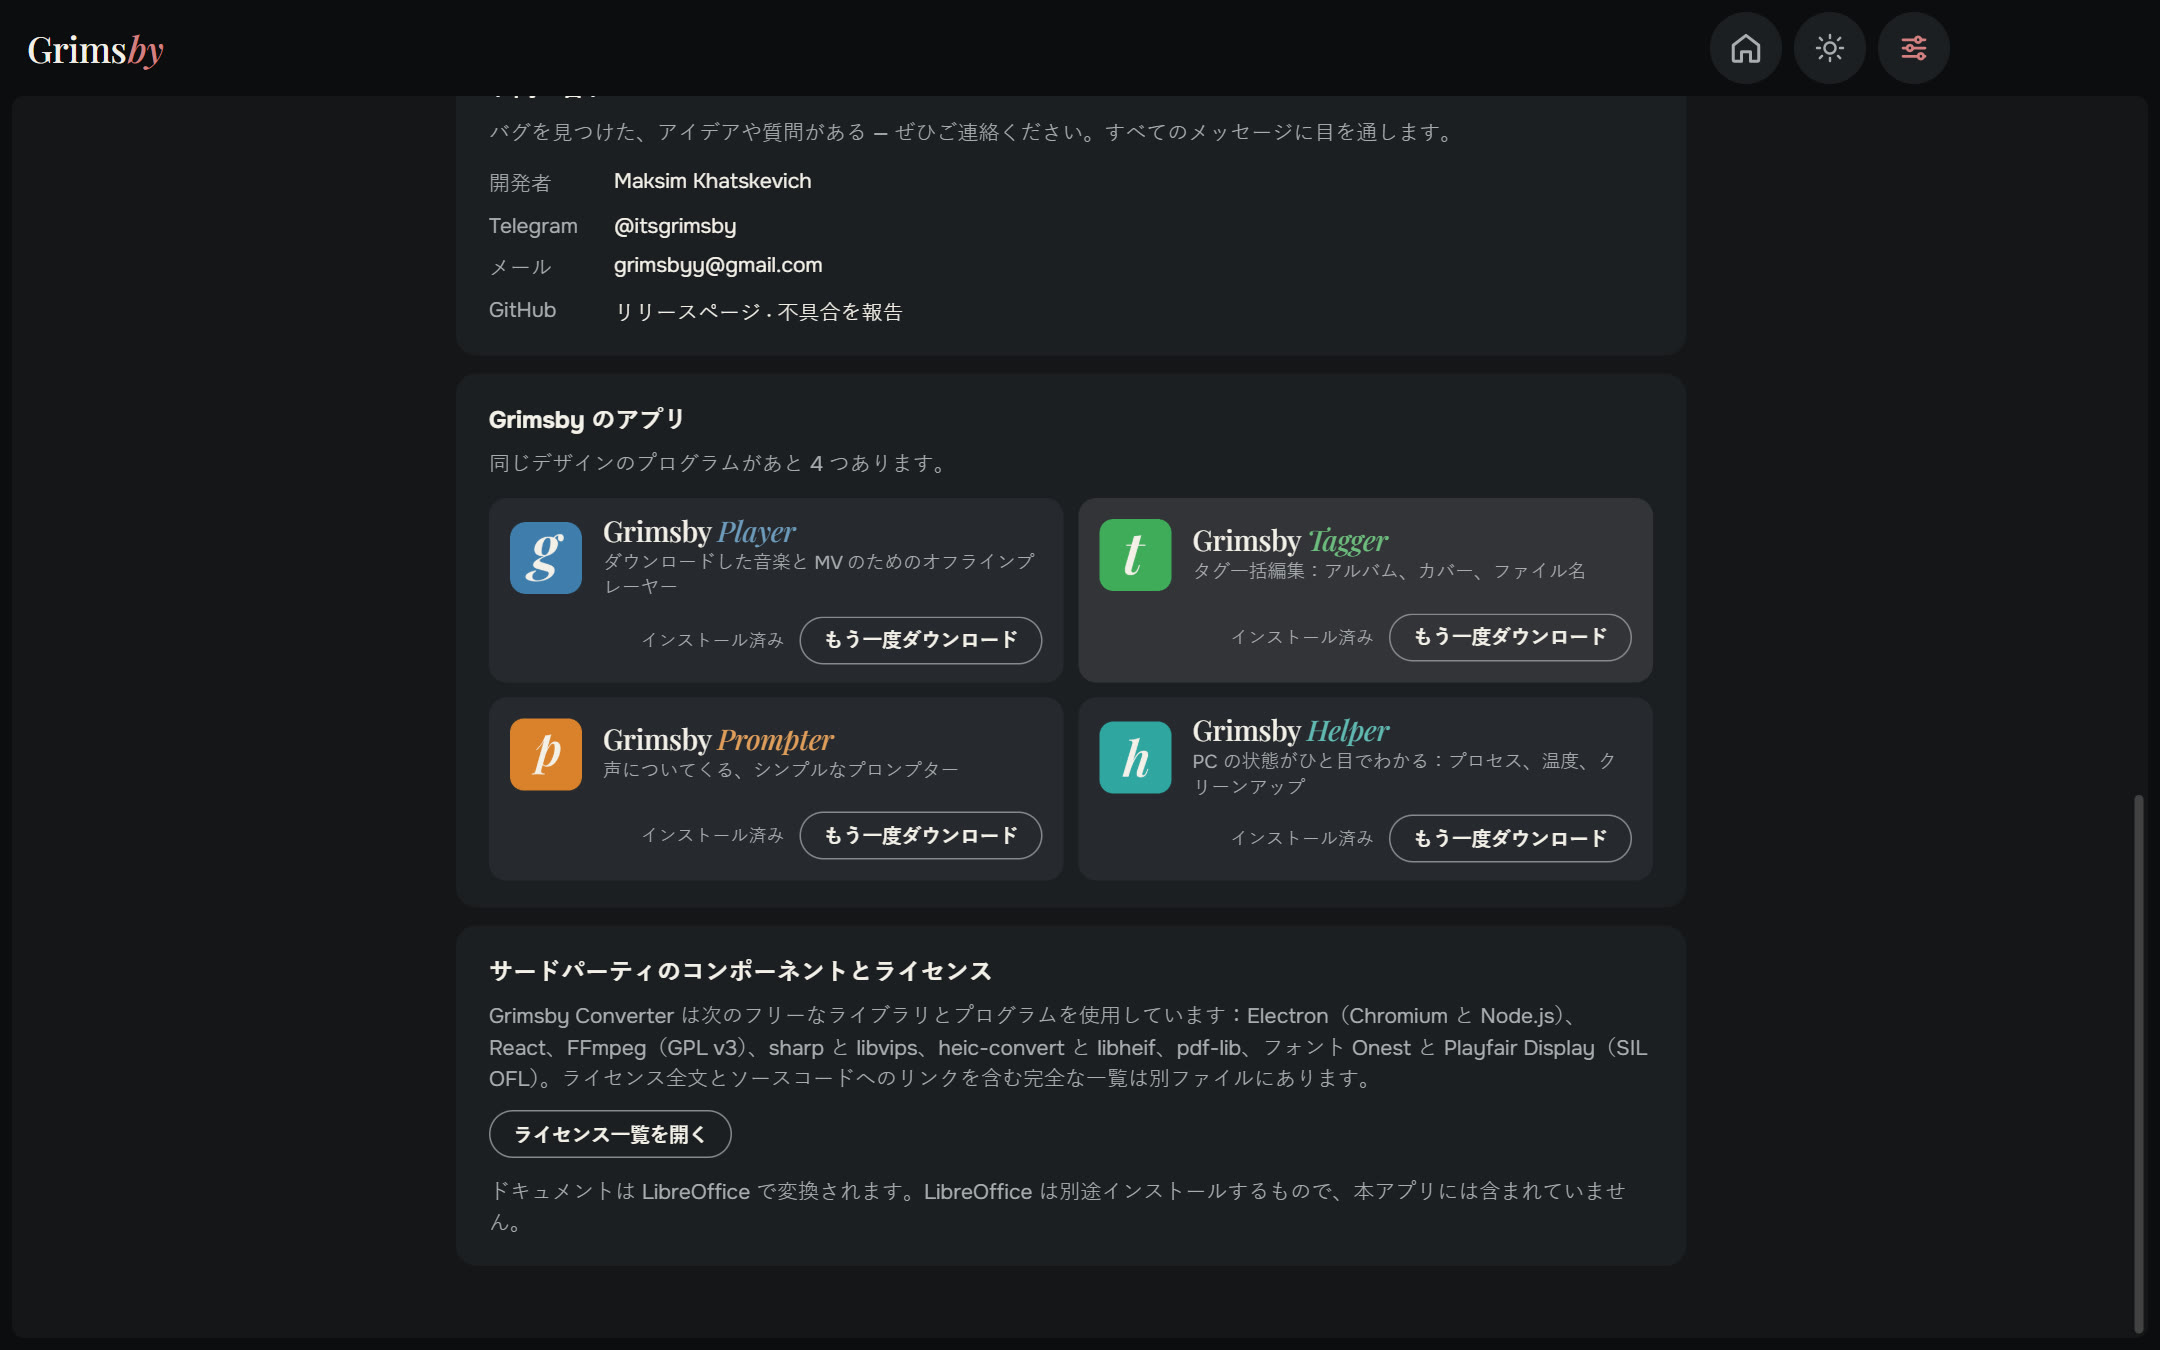 Grimsby
バグを見つけた、アイデアや質問がある – ぜひご連絡ください。すべてのメッセージに目を通します。
開発者 Maksim Khatskevich
Telegram @itsgrimsby
メール grimsbyy@gmail.com
GitHub リリースページ · 不具合を報告
Grimsby のアプリ
同じデザインのプログラムがあと 4 つあります。
g
Grimsby Player
ダウンロードした音楽と MV のためのオフラインプ
レーヤー
インストール済み もう一度ダウンロード
t
Grimsby Tagger
タグ一括編集：アルバム、カバー、ファイル名
インストール済み もう一度ダウンロード
p
Grimsby Prompter
声についてくる、シンプルなプロンプター
インストール済み もう一度ダウンロード
h
Grimsby Helper
PC の状態がひと目でわかる：プロセス、温度、ク
リーンアップ
インストール済み もう一度ダウンロード
サードパーティのコンポーネントとライセンス
Grimsby Converter は次のフリーなライブラリとプログラムを使用しています：Electron（Chromium と Node.js）、
React、FFmpeg（GPL v3）、sharp と libvips、heic-convert と libheif、pdf-lib、フォント Onest と Playfair Display（SIL
OFL）。ライセンス全文とソースコードへのリンクを含む完全な一覧は別ファイルにあります。
ライセンス一覧を開く
ドキュメントは LibreOffice で変換されます。LibreOffice は別途インストールするもので、本アプリには含まれていませ
ん。